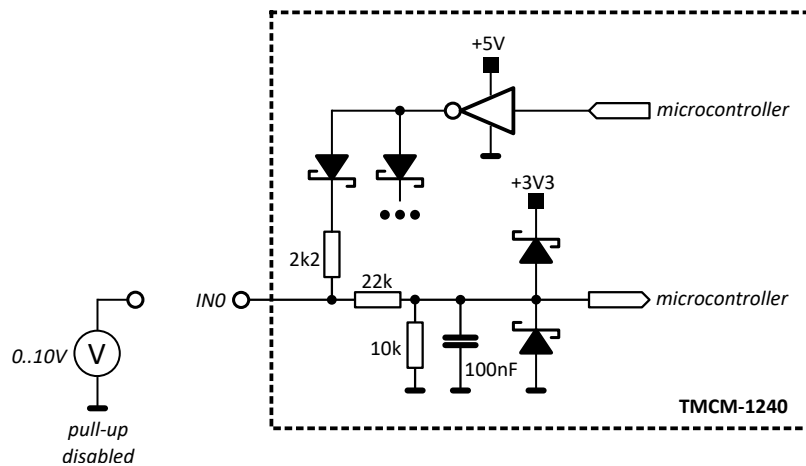 +5V
microcontroller
+3V3
2k2
22k
IN0
microcontroller
0..10V
V
10k
100nF
TMCM-1240
pull-up
disabled